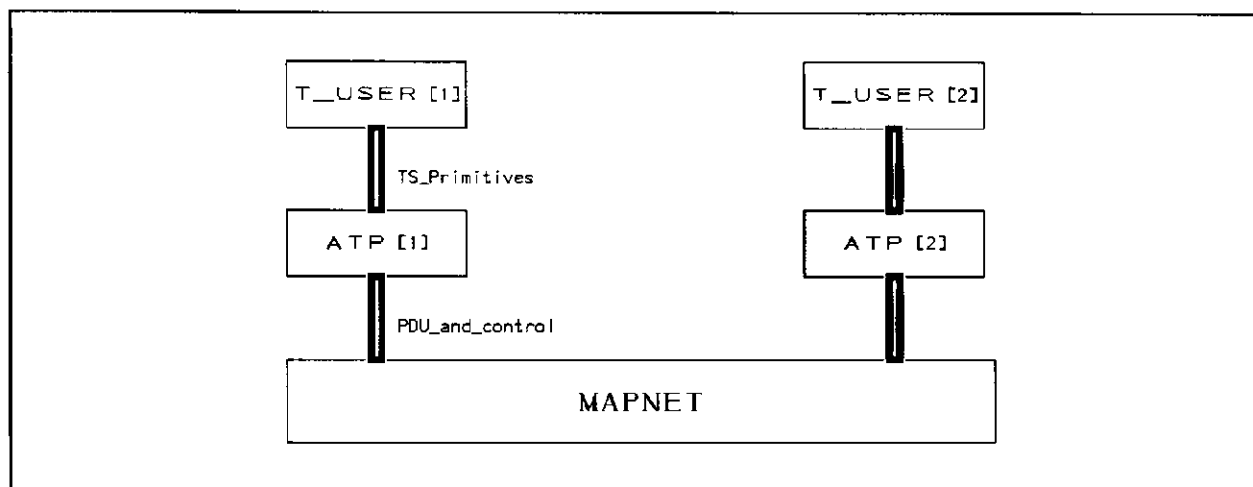 T_USER [1]
T_USER [2]
TS_Primitives
ATP [1]
ATP [2]
PDU_and_control
MAPNET